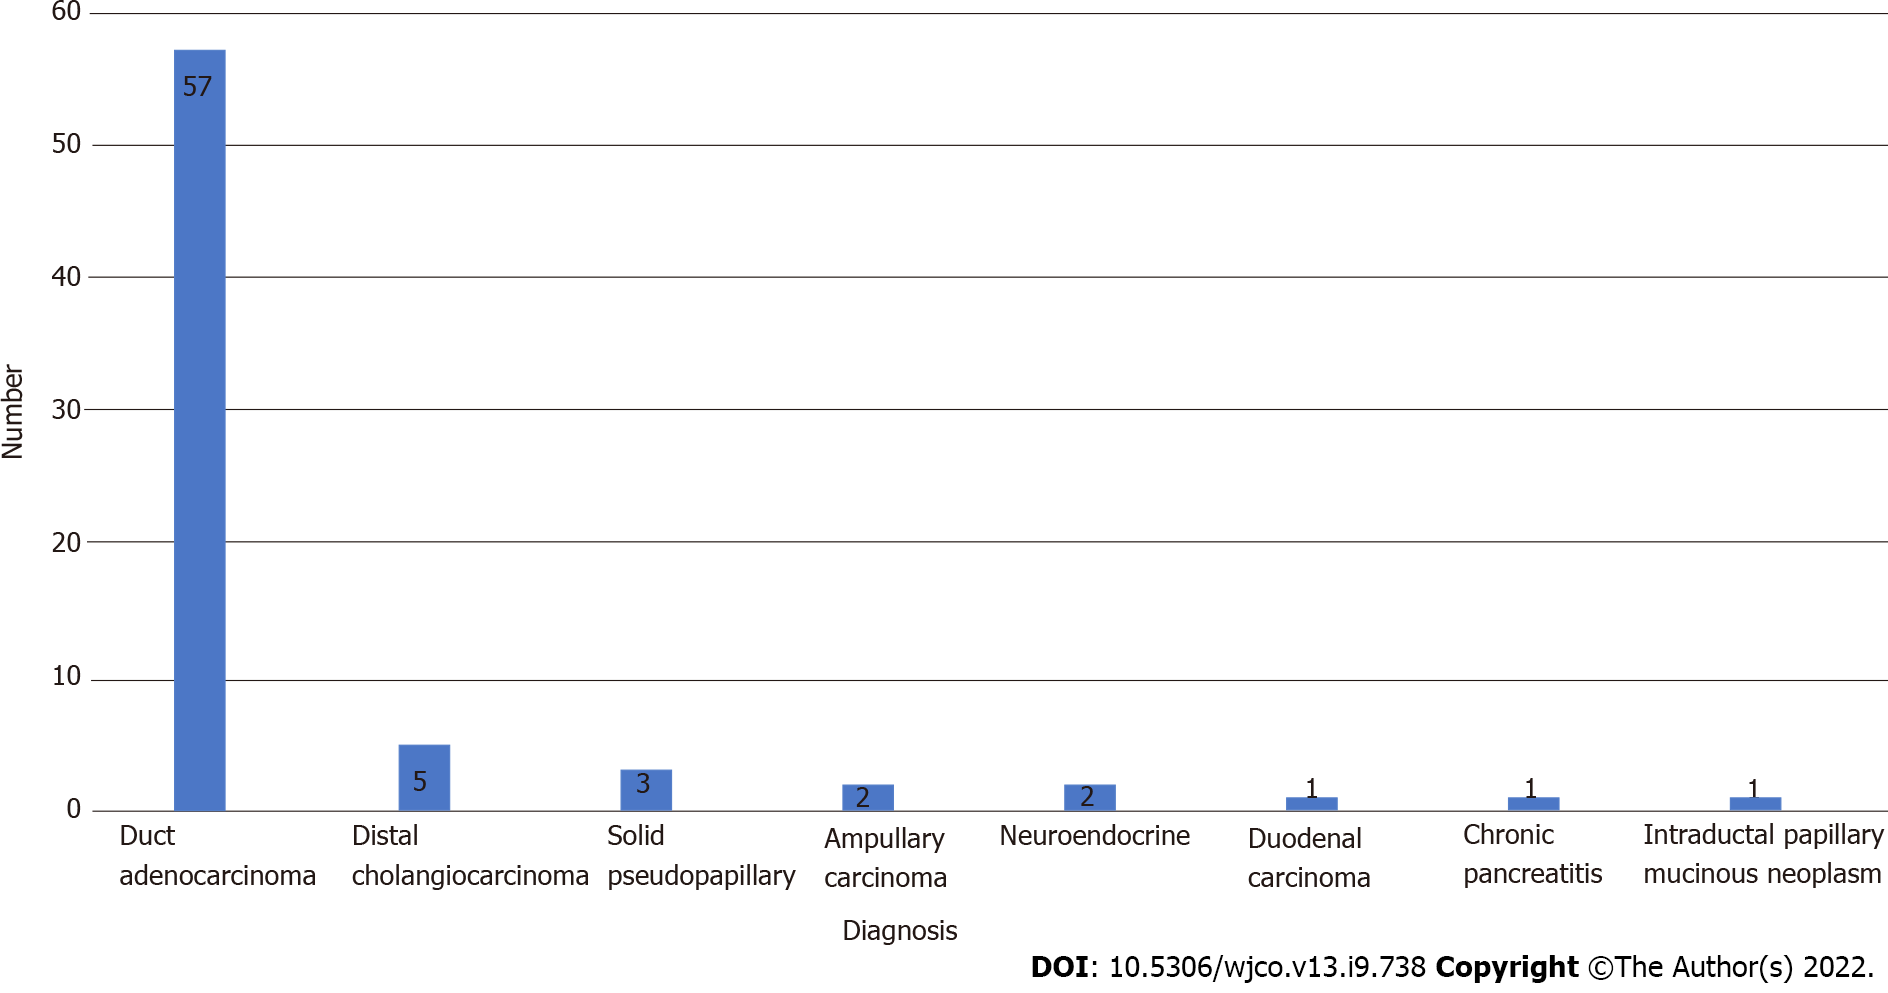 60
50
40
30
20
10
0
Number
57
5
3
2
2
1
1
1
Duct
adenocarcinoma
Distal
cholangiocarcinoma
Solid
pseudopapillary
Ampullary
carcinoma
Neuroendocrine
Duodenal
carcinoma
Chronic
pancreatitis
Intraductal papillary
mucinous neoplasm
Diagnosis
DOI: 10.5306/wjco.v13.i9.738 Copyright ©The Author(s) 2022.